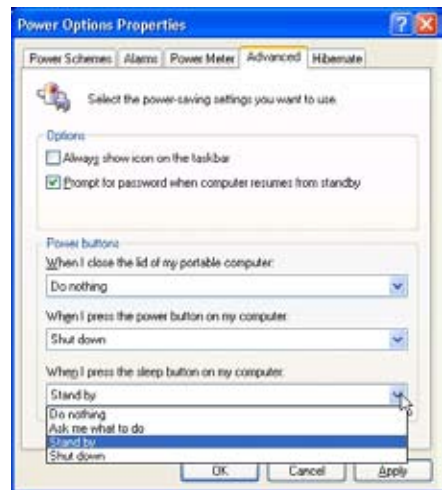 Power Options Properties
Power Schemes Alarms Power Meter Advanced Hibernate
Select the power-saving settings you want to use.
Options
Always show icon on the taskbar
Prompt for password when computer resumes from standby
Power buttons
When I close the lid of my portable computer:
Do nothing
When I press the power button on my computer:
Shut down
When I press the sleep button on my computer:
Stand by
Do nothing
Ask me what to do
Stand by
Shut down
OK Cancel Apply